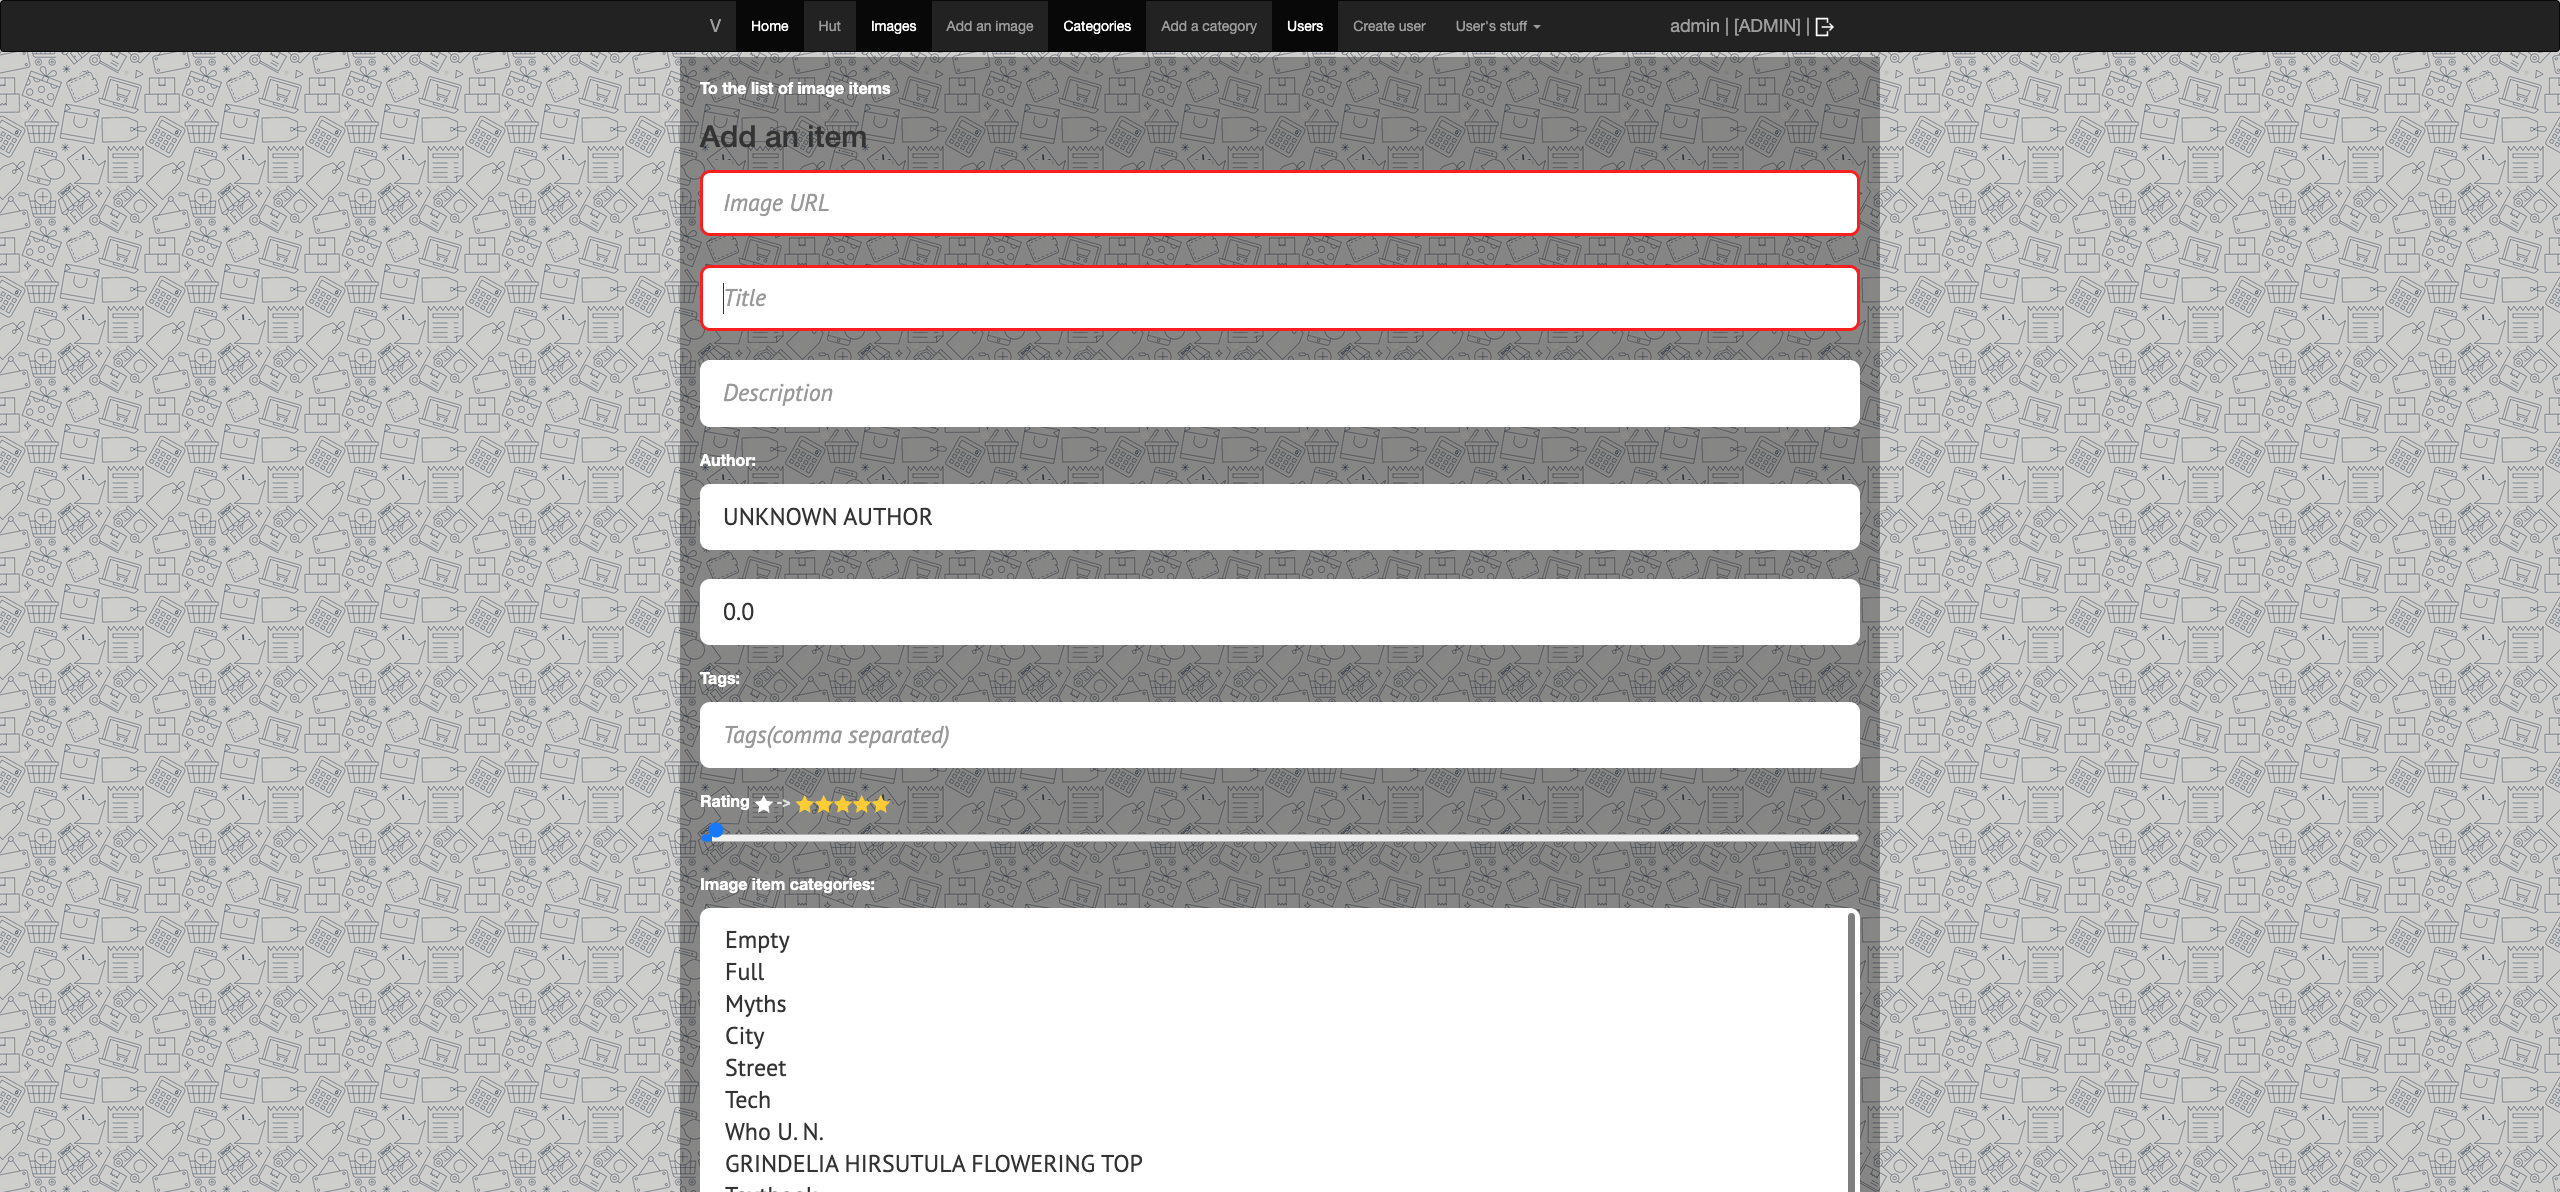 V Home Hut Images Add an image Categories Add a category Users Create user User's stuff admin | [ADMIN] |
To the list of image items
Add an item
Image URL
Title
Description
Author:
UNKNOWN AUTHOR
0.0
Tags:
Tags(comma separated)
Rating ->
Image item categories:
Empty
Full
Myths
City
Street
Tech
Who U. N.
GRINDELIA HIRSUTULA FLOWERING TOP